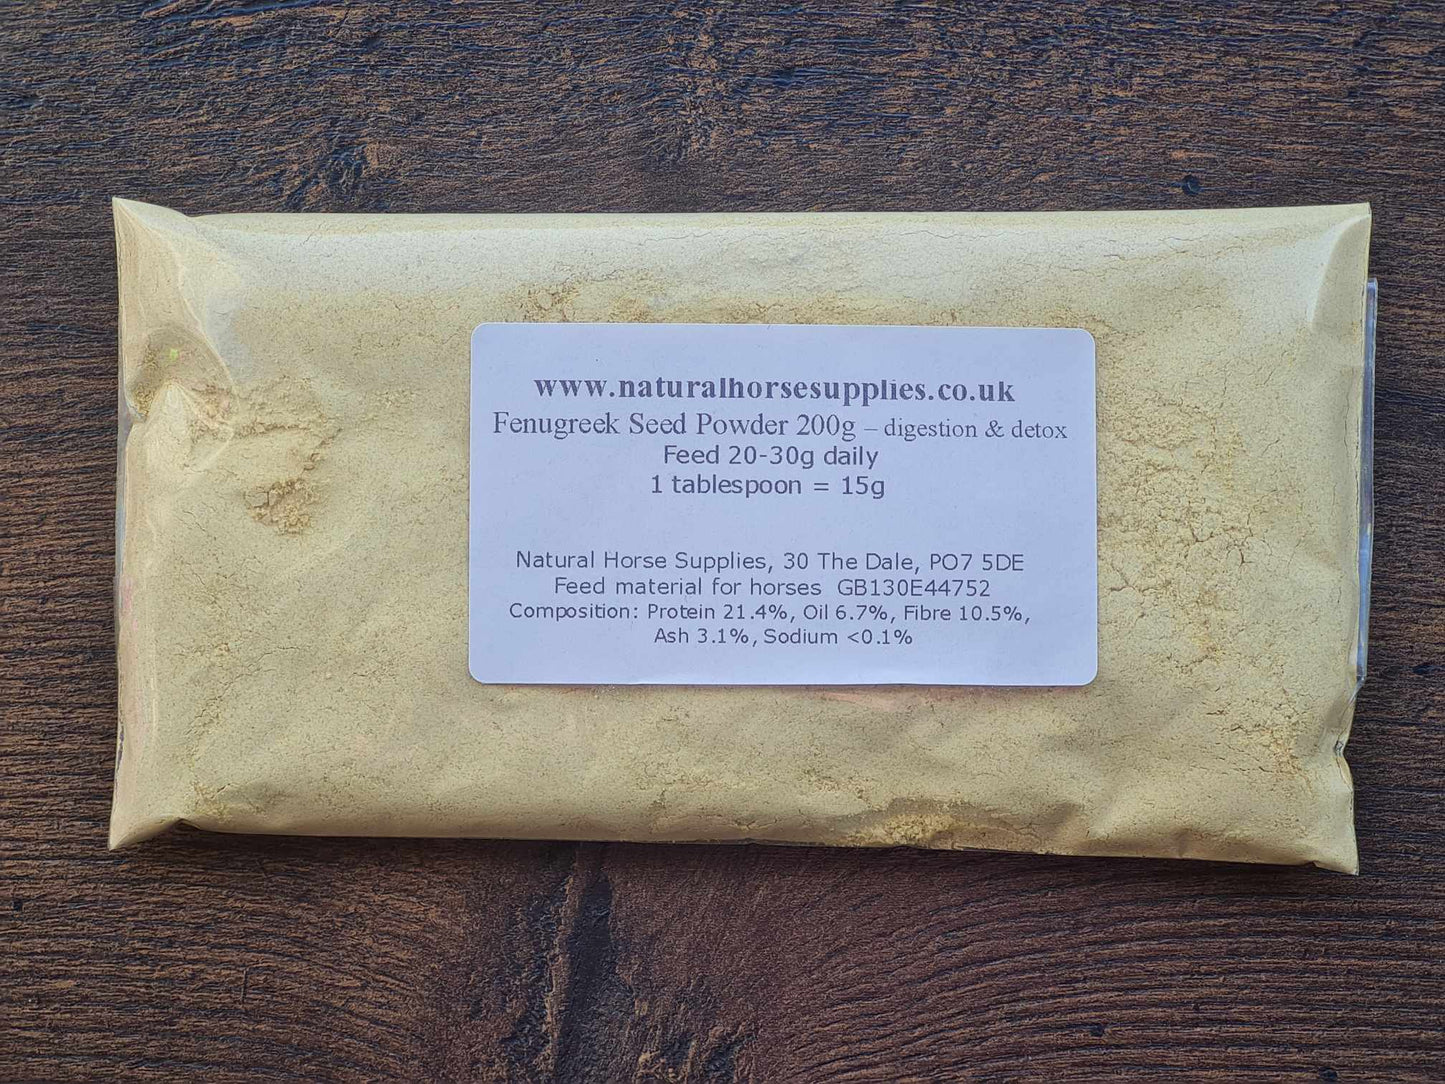 www.naturalhorsesupplies.co.uk
Fenugreek Seed Powder 200g – digestion & detox
Feed 20-30g daily
1 tablespoon = 15g
Natural Horse Supplies, 30 The Dale, PO7 5DE
Feed material for horses GB130E44752
Composition: Protein 21.4%, Oil 6.7%, Fibre 10.5%,
Ash 3.1%, Sodium <0.1%